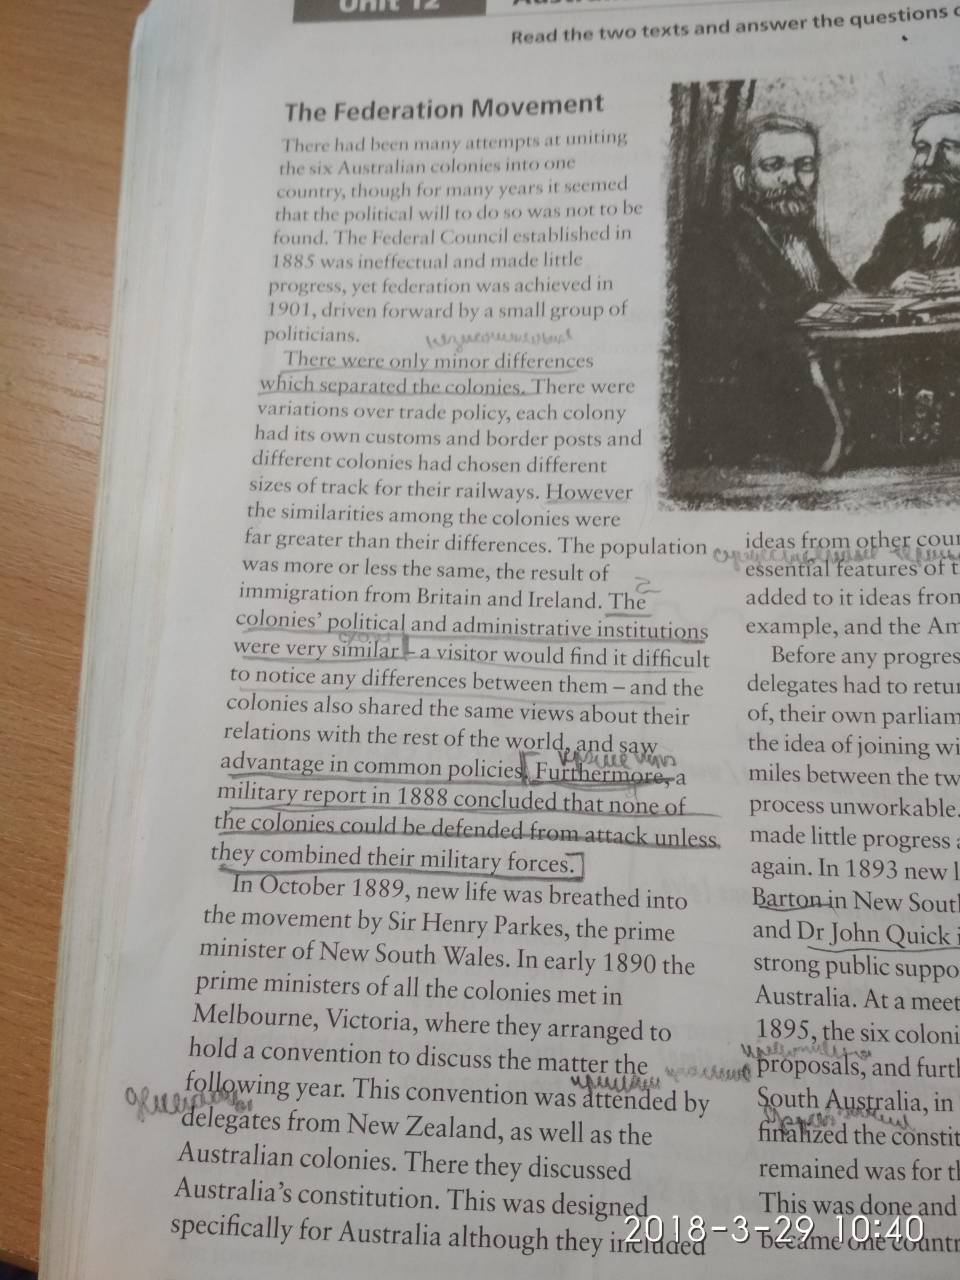 Unit 12
Read the two texts and answer the questions
The Federation Movement
There had been many attempts at uniting
the six Australian colonies into one
country, though for many years it seemed
that the political will to do so was not to be
found. The Federal Council established in
1885 was ineffectual and made little
progress, yet federation was achieved in
1901, driven forward by a small group of
politicians.
There were only minor differences
which separated the colonies. There were
variations over trade policy, each colony
had its own customs and border posts and
different colonies had chosen different
sizes of track for their railways. However
the similarities among the colonies were
far greater than their differences. The population
was more or less the same, the result of
immigration from Britain and Ireland. The
colonies' political and administrative institutions
were very similar – a visitor would find it difficult
to notice any differences between them – and the
colonies also shared the same views about their
relations with the rest of the world, and saw
advantage in common policies. Furthermore, a
military report in 1888 concluded that none of
the colonies could be defended from attack unless
they combined their military forces.
In October 1889, new life was breathed into
the movement by Sir Henry Parkes, the prime
minister of New South Wales. In early 1890 the
prime ministers of all the colonies met in
Melbourne, Victoria, where they arranged to
hold a convention to discuss the matter the
following year. This convention was attended by
delegates from New Zealand, as well as the
Australian colonies. There they discussed
Australia's constitution. This was designed
specifically for Australia although they included
ideas from other cour
essential features of t
added to it ideas from
example, and the Am
Before any progres
delegates had to retur
of, their own parliam
the idea of joining wi
miles between the tw
process unworkable.
made little progress a
again. In 1893 new l
Barton in New Sout
and Dr John Quick i
strong public suppo
Australia. At a meet
1895, the six coloni
proposals, and furth
South Australia, in
finalized the constit
remained was for th
This was done and
became one countr
2018-3-29 10:40